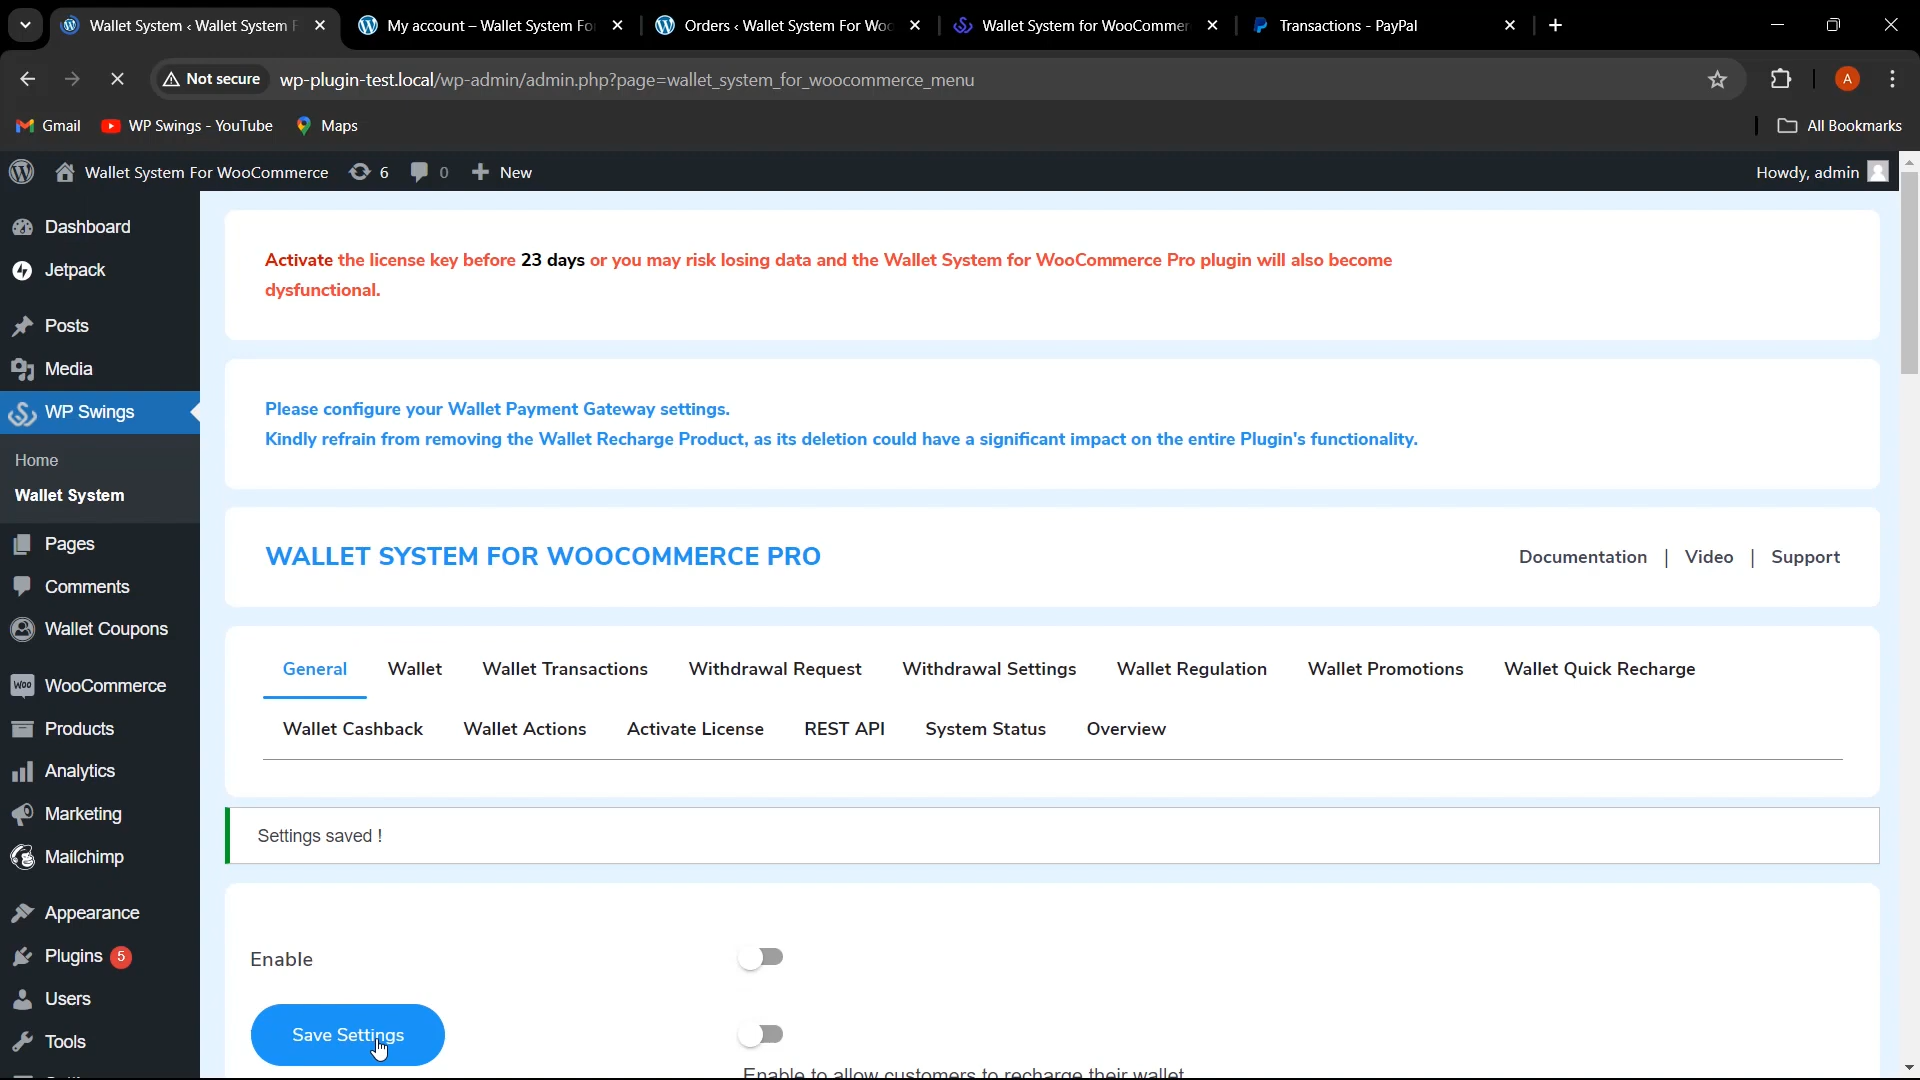 Wallet System ‹ Wallet System F
My account – Wallet System Fo
Orders ‹ Wallet System For Woo
Wallet System for WooCommer
Transactions - PayPal
Not secure
wp-plugin-test.local/wp-admin/admin.php?page=wallet_system_for_woocommerce_menu
A
Gmail
WP Swings - YouTube
Maps
All Bookmarks
Wallet System For WooCommerce
6
0
New
Howdy, admin
Dashboard
Jetpack
Posts
Media
WP Swings
Home
Wallet System
Pages
Comments
Wallet Coupons
WooCommerce
Products
Analytics
Marketing
Mailchimp
Appearance
Plugins 5
Users
Tools
Activate the license key before 23 days or you may risk losing data and the Wallet System for WooCommerce Pro plugin will also become
dysfunctional.
Please configure your Wallet Payment Gateway settings.
Kindly refrain from removing the Wallet Recharge Product, as its deletion could have a significant impact on the entire Plugin's functionality.
WALLET SYSTEM FOR WOOCOMMERCE PRO
Documentation | Video | Support
General Wallet Wallet Transactions Withdrawal Request Withdrawal Settings Wallet Regulation Wallet Promotions Wallet Quick Recharge
Wallet Cashback Wallet Actions Activate License REST API System Status Overview
Settings saved !
Enable
Save Settings
Enable to allow customers to recharge their wallet